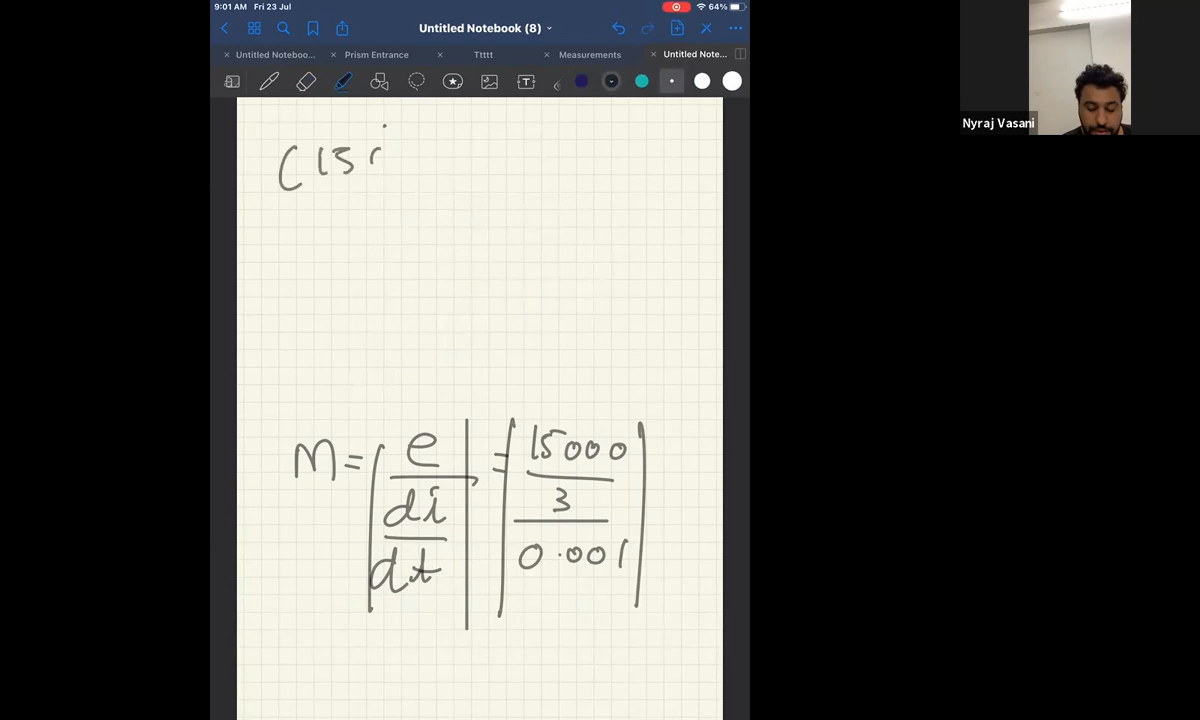 9:01 AM Fri 23 Jul
64%
Untitled Notebook (8)
Untitled Noteboo...
Prism Entrance
Ttttt
Measurements
Untitled Note...
T
Nyraj Vasani
(15
M = | e / di / dt | = | 15000 / 3 / 0.001 |